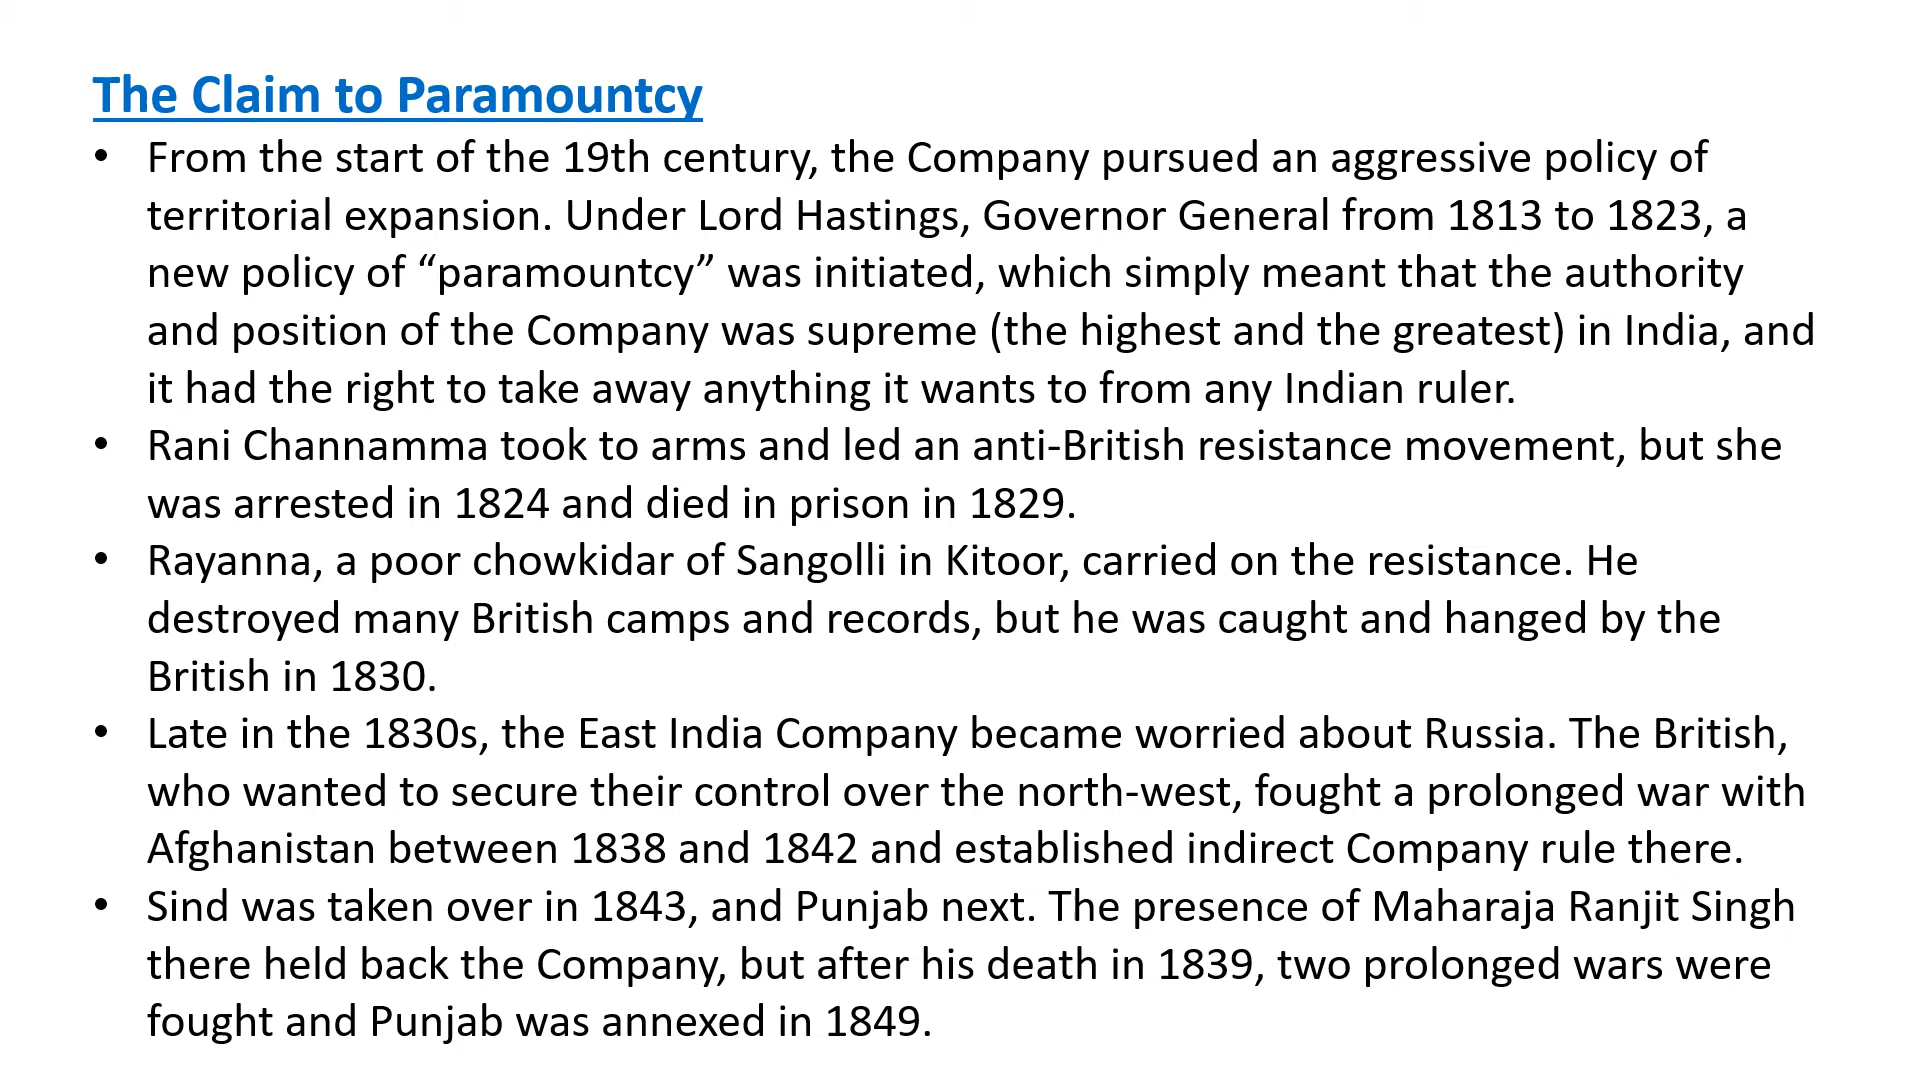 The Claim to Paramountcy
• From the start of the 19th century, the Company pursued an aggressive policy of
territorial expansion. Under Lord Hastings, Governor General from 1813 to 1823, a
new policy of “paramountcy” was initiated, which simply meant that the authority
and position of the Company was supreme (the highest and the greatest) in India, and
it had the right to take away anything it wants to from any Indian ruler.
• Rani Channamma took to arms and led an anti-British resistance movement, but she
was arrested in 1824 and died in prison in 1829.
• Rayanna, a poor chowkidar of Sangolli in Kitoor, carried on the resistance. He
destroyed many British camps and records, but he was caught and hanged by the
British in 1830.
• Late in the 1830s, the East India Company became worried about Russia. The British,
who wanted to secure their control over the north-west, fought a prolonged war with
Afghanistan between 1838 and 1842 and established indirect Company rule there.
• Sind was taken over in 1843, and Punjab next. The presence of Maharaja Ranjit Singh
there held back the Company, but after his death in 1839, two prolonged wars were
fought and Punjab was annexed in 1849.